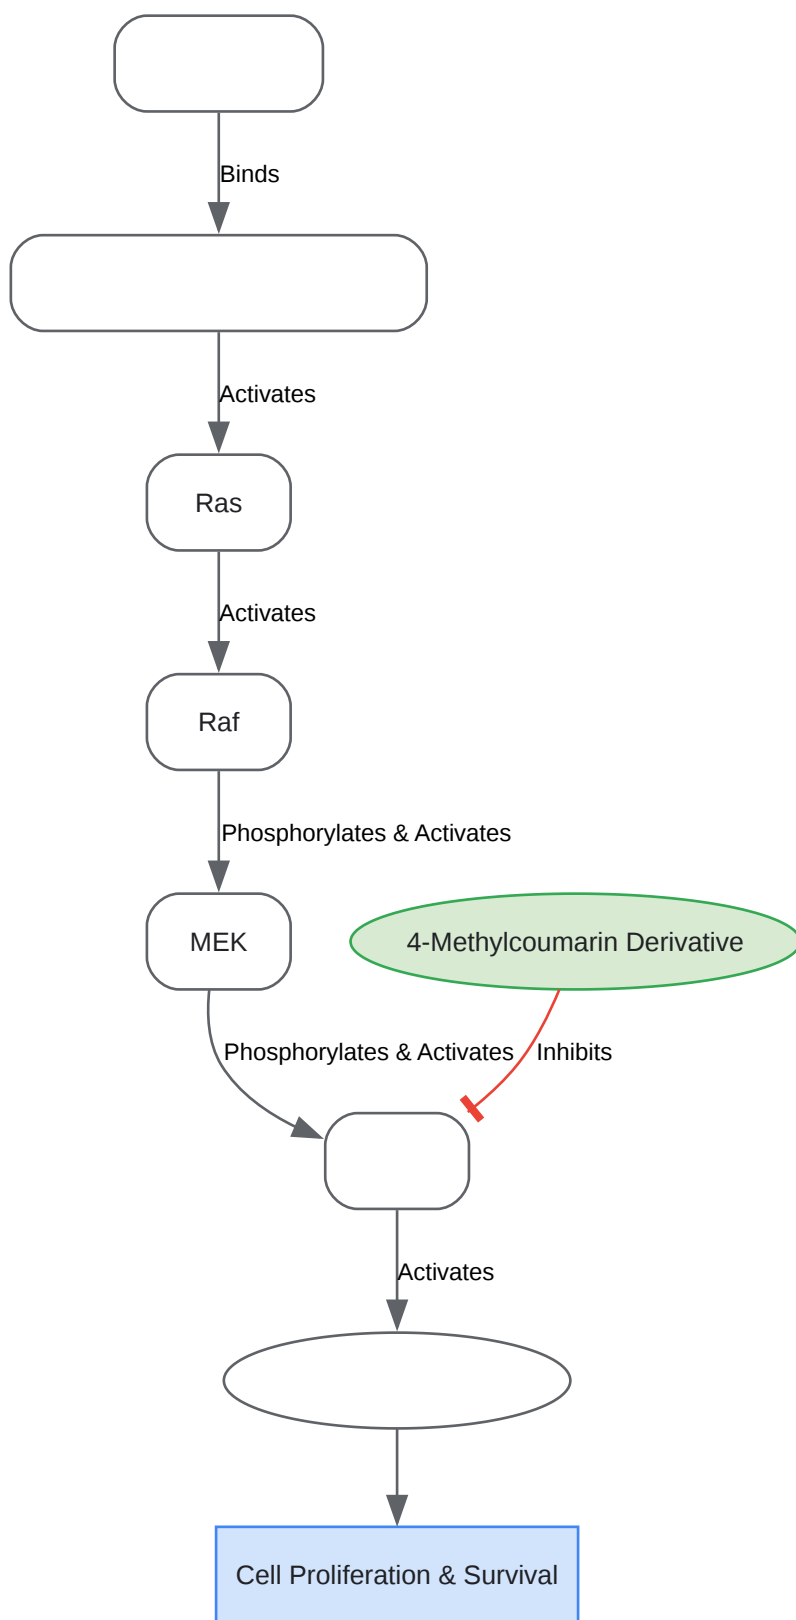 Binds
Activates
Ras
Activates
Raf
Phosphorylates & Activates
MEK
4-Methylcoumarin Derivative
Phosphorylates & Activates
Inhibits
Activates
Cell Proliferation & Survival